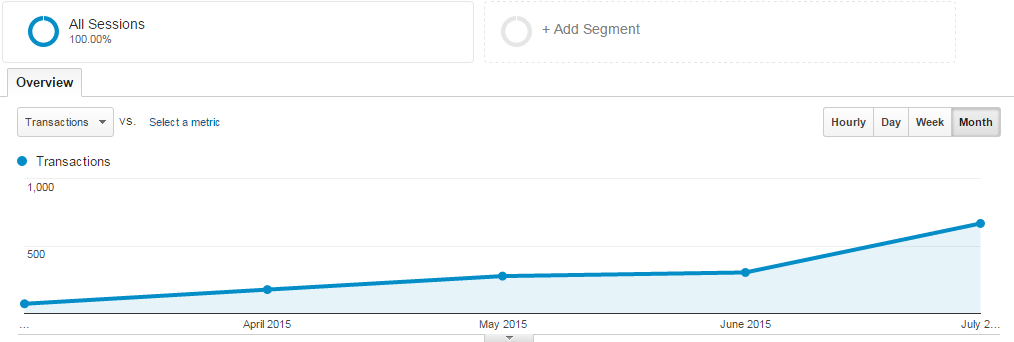 All Sessions
100.00%
+ Add Segment
Overview
Transactions VS. Select a metric
Hourly Day Week Month
Transactions
1,000
500
... April 2015 May 2015 June 2015 July 2...